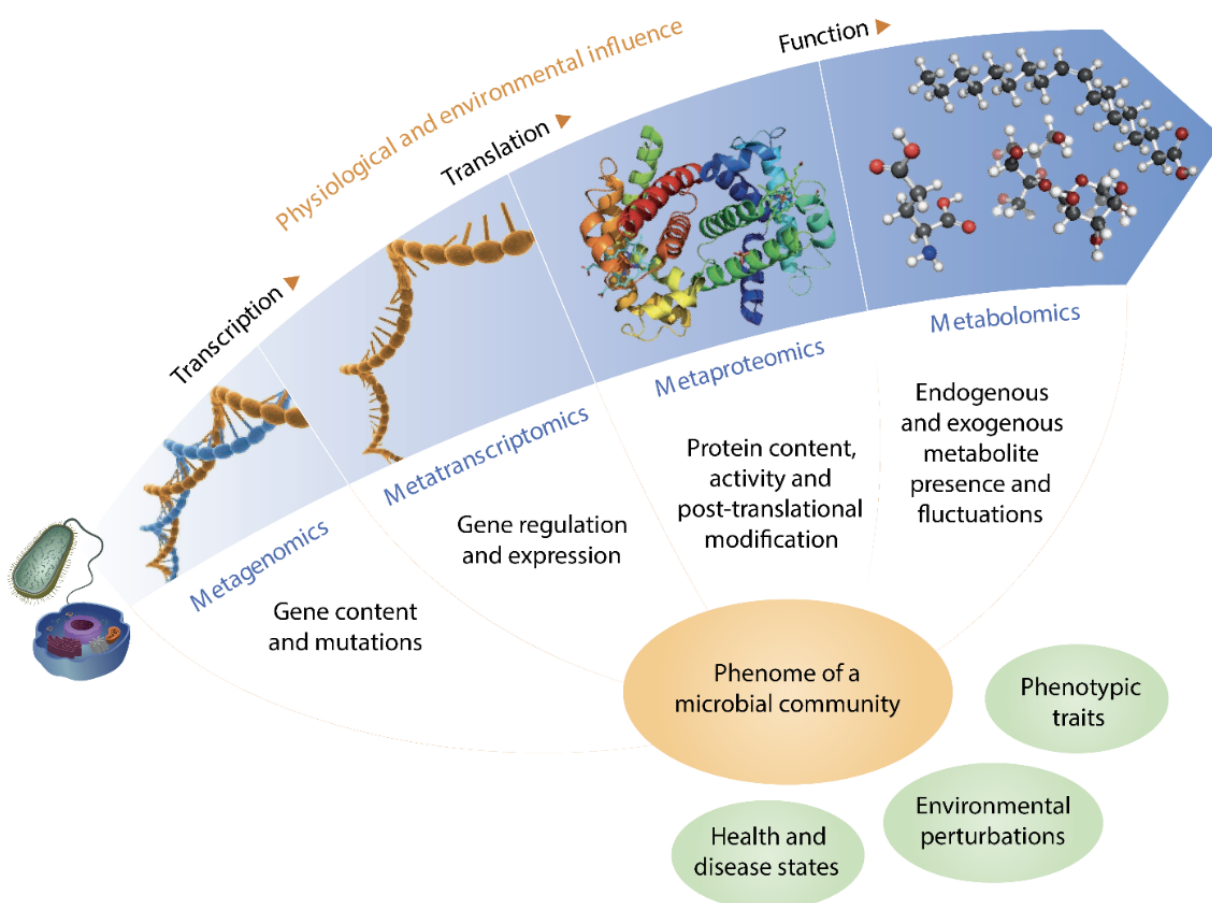 Physiological and environmental influence
Transcription
Translation
Function
Metagenomics
Metatranscriptomics
Metaproteomics
Metabolomics
Gene content
and mutations
Gene regulation
and expression
Protein content,
activity and
post-translational
modification
Endogenous
and exogenous
metabolite
presence and
fluctuations
Phenome of a
microbial community
Phenotypic
traits
Environmental
perturbations
Health and
disease states